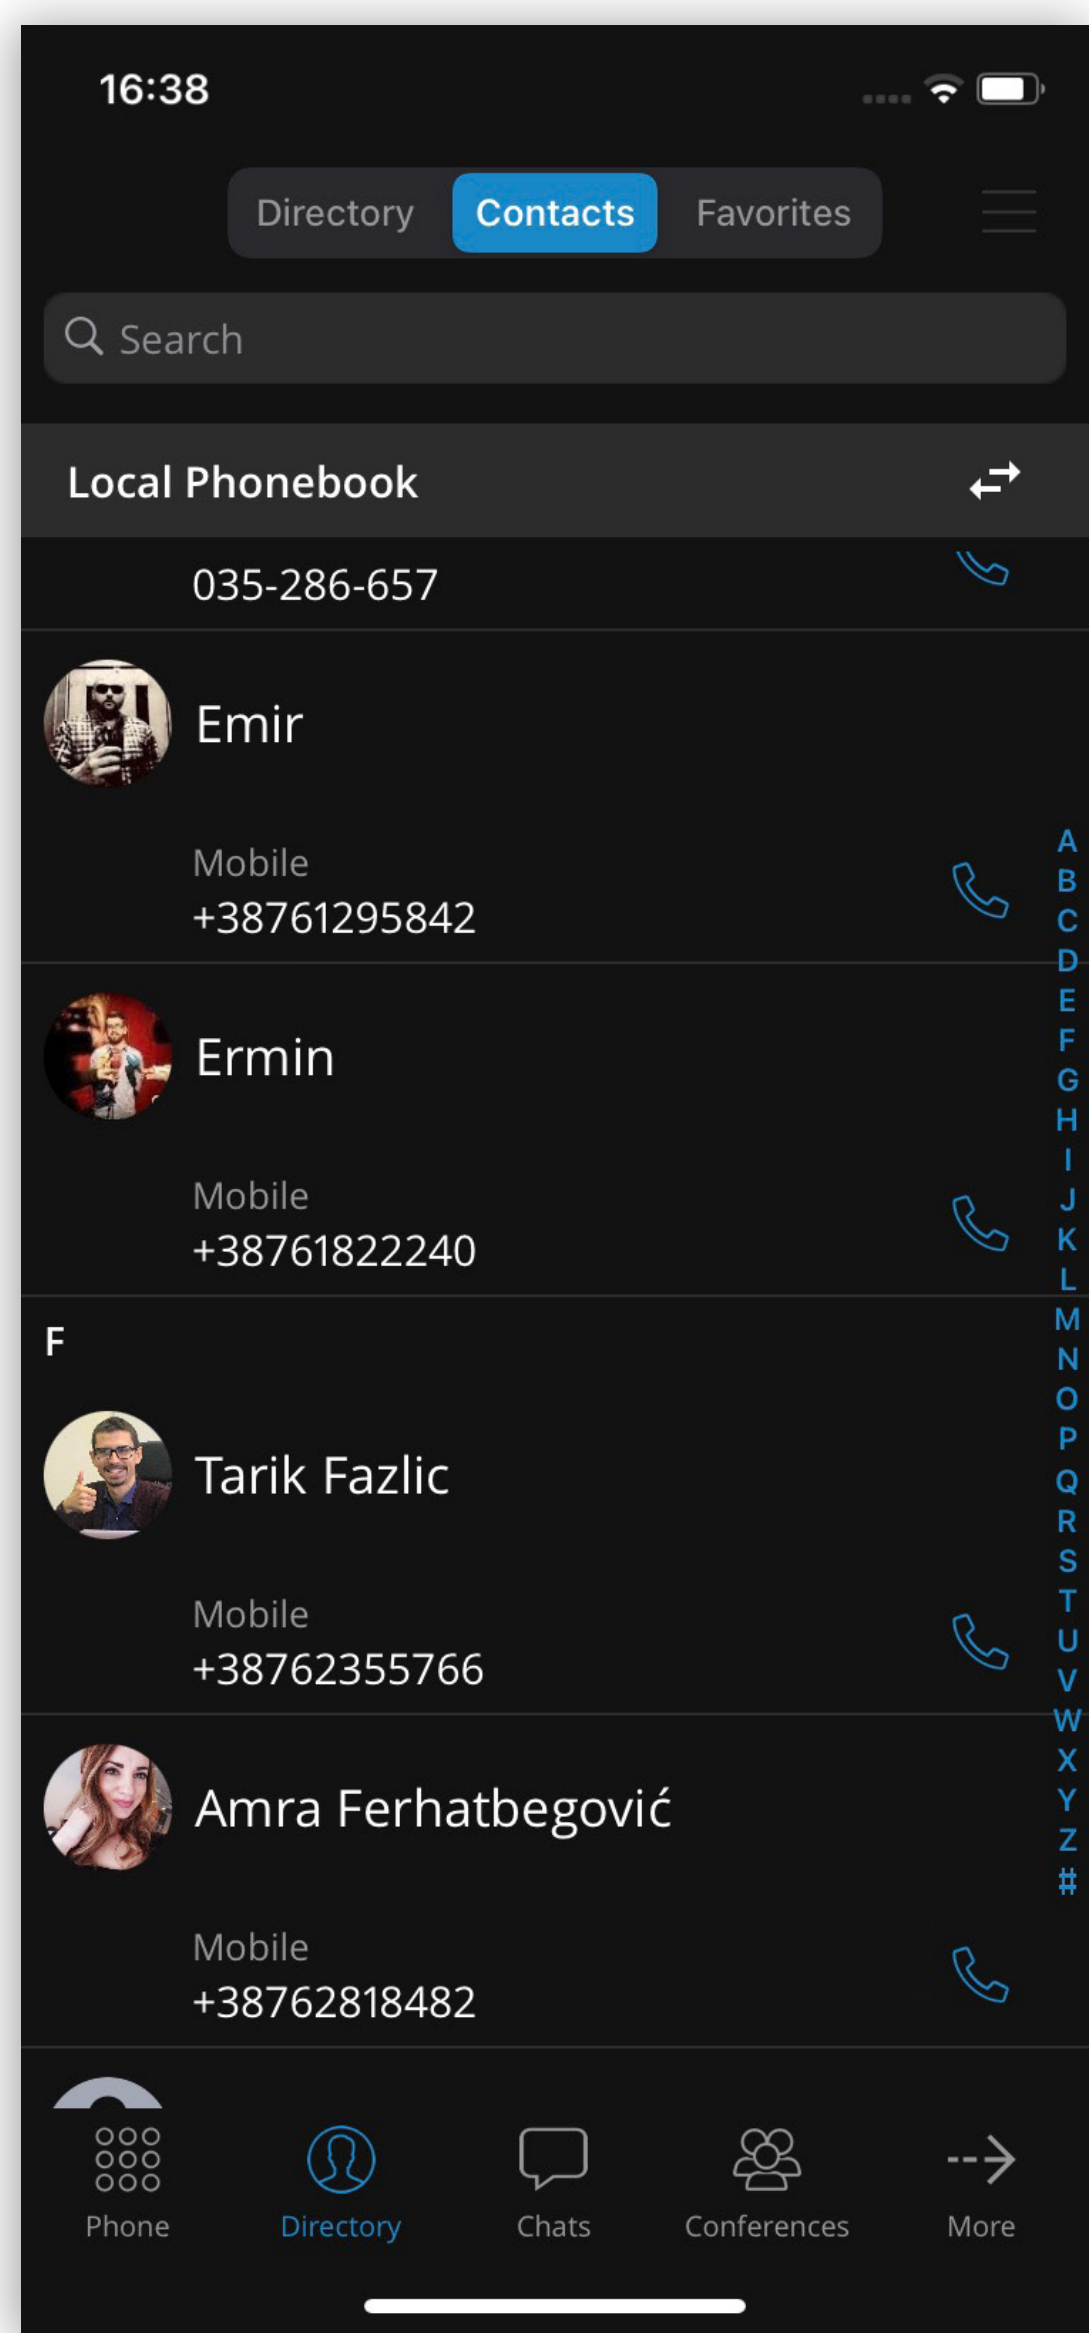 16:38
Directory Contacts Favorites
Search
Local Phonebook
035-286-657
Emir
Mobile
+38761295842
Ermin
Mobile
+38761822240
F
Tarik Fazlic
Mobile
+38762355766
Amra Ferhatbegović
Mobile
+38762818482
A
B
C
D
E
F
G
H
I
J
K
L
M
N
O
P
Q
R
S
T
U
V
W
X
Y
Z
#
Phone Directory Chats Conferences More